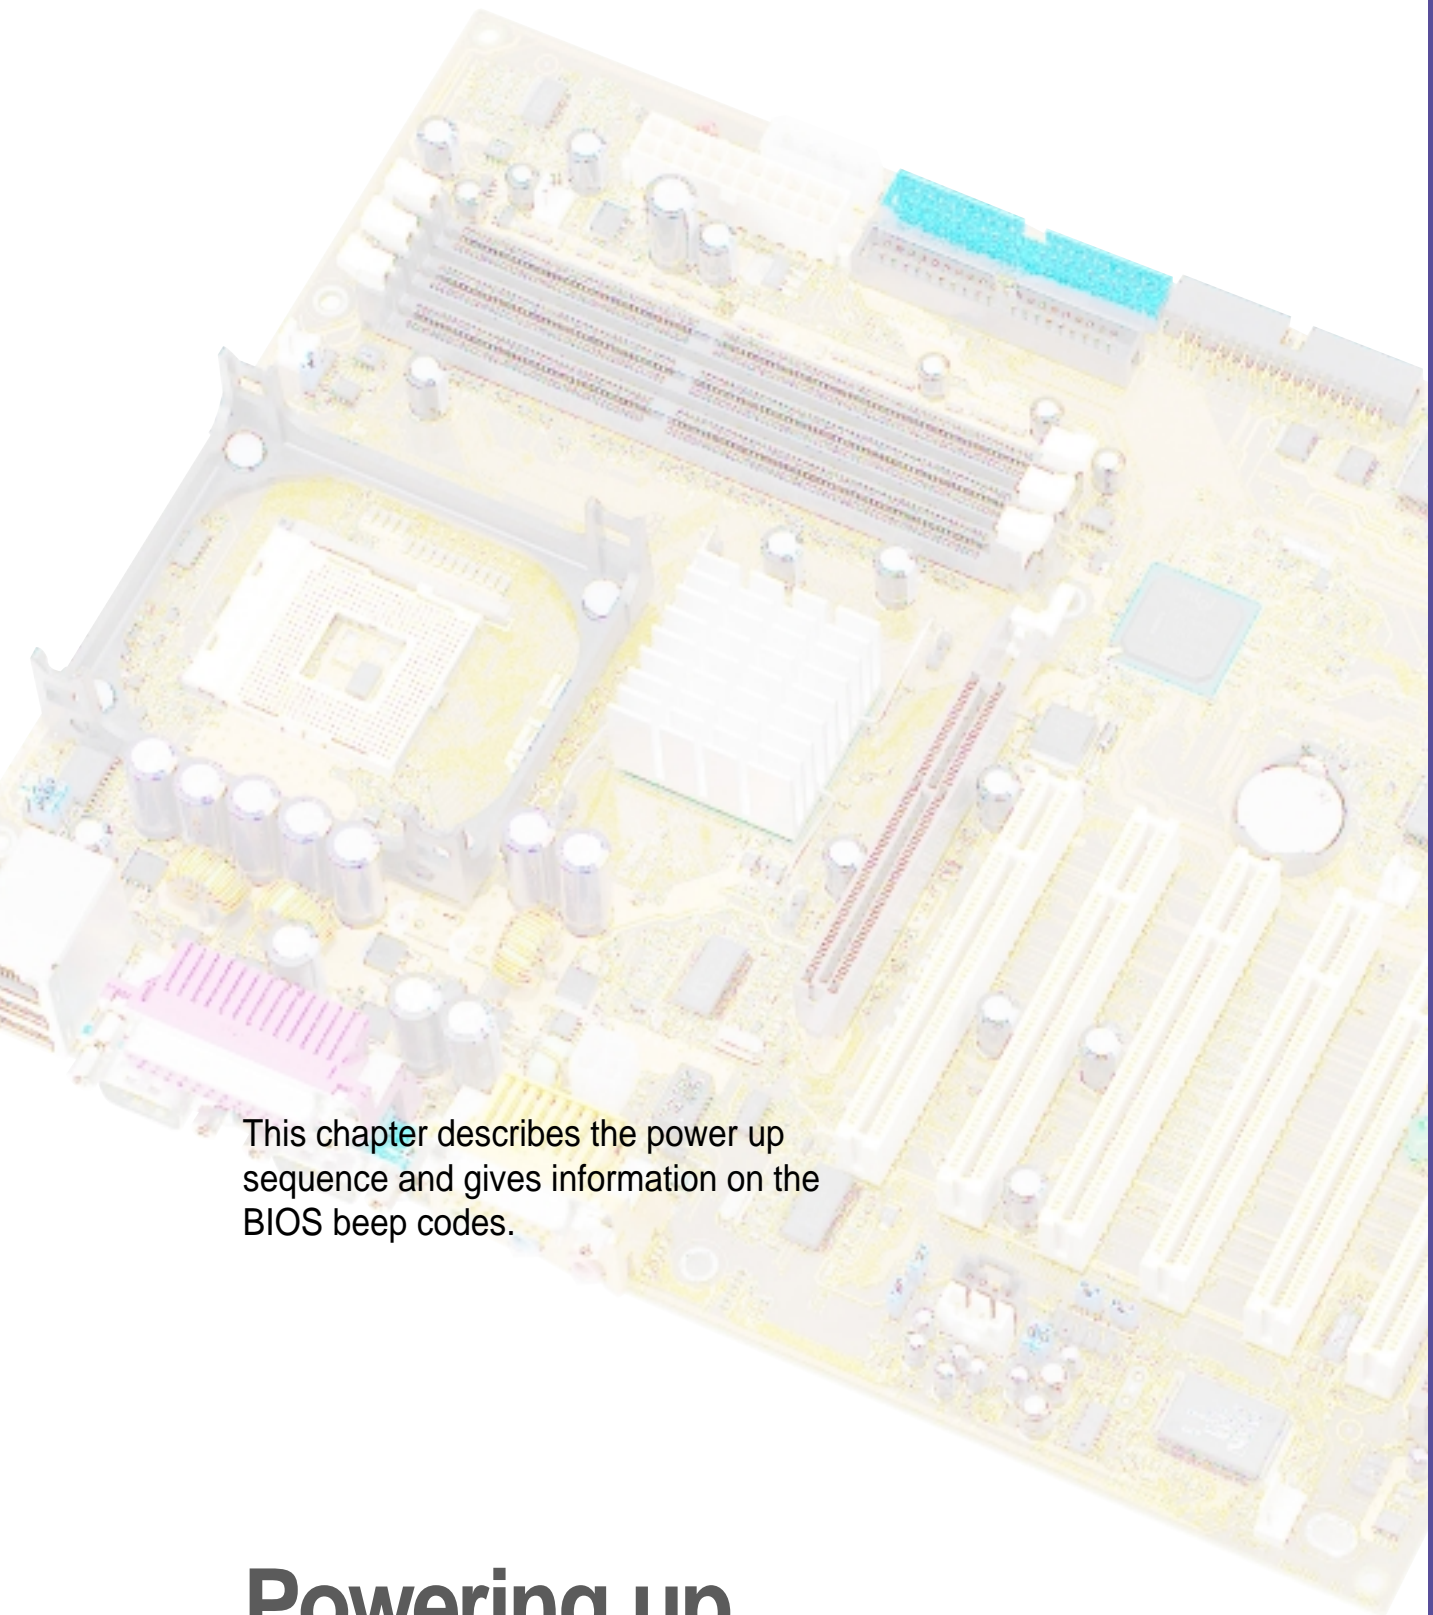 This chapter describes the power up
sequence and gives information on the
BIOS beep codes.
Powering up